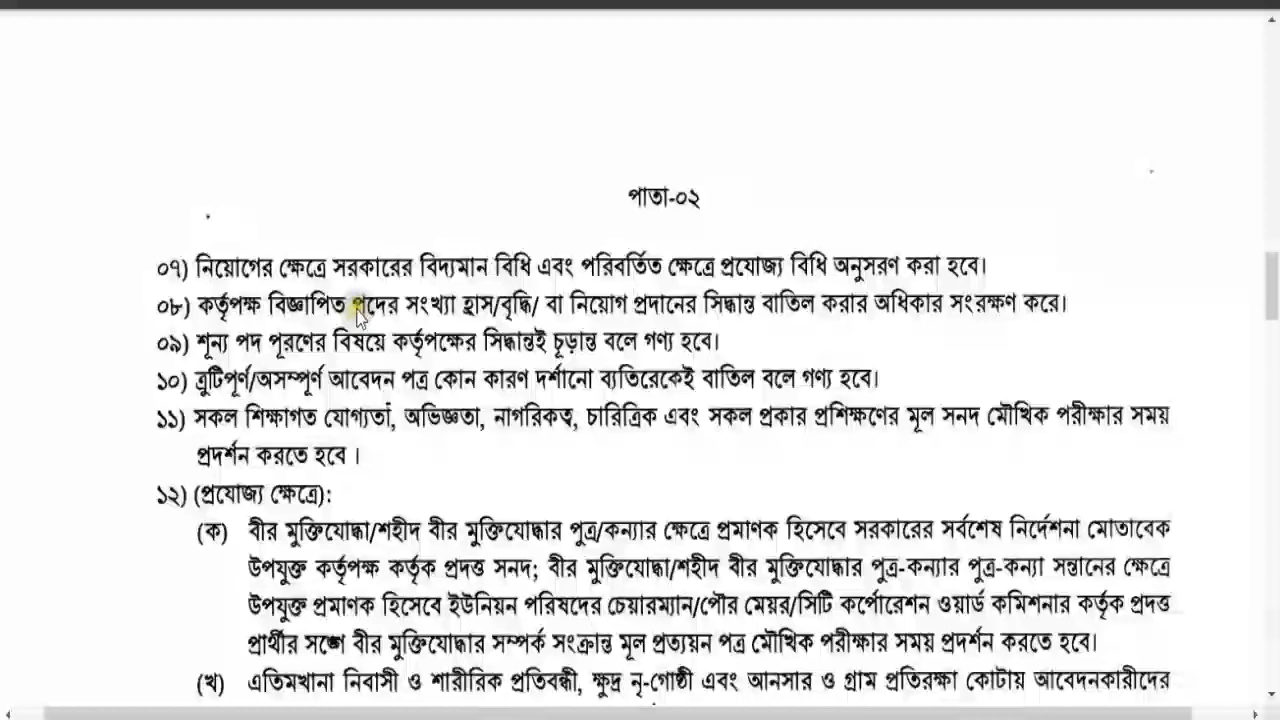 পাতা-০২
০৭) নিয়োগের ক্ষেত্রে সরকারের বিদ্যমান বিধি এবং পরিবর্তিত ক্ষেত্রে প্রযোজ্য বিধি অনুসরণ করা হবে।
০৮) কর্তৃপক্ষ বিজ্ঞাপিত পদের সংখ্যা হ্রাস/বৃদ্ধি/ বা নিয়োগ প্রদানের সিদ্ধান্ত বাতিল করার অধিকার সংরক্ষণ করে।
০৯) শূন্য পদ পূরণের বিষয়ে কর্তৃপক্ষের সিদ্ধান্তই চূড়ান্ত বলে গণ্য হবে।
১০) ত্রুটিপূর্ণ/অসম্পূর্ণ আবেদন পত্র কোন কারণ দর্শানো ব্যতিরেকেই বাতিল বলে গণ্য হবে।
১১) সকল শিক্ষাগত যোগ্যতা, অভিজ্ঞতা, নাগরিকত্ব, চারিত্রিক এবং সকল প্রকার প্রশিক্ষণের মূল সনদ মৌখিক পরীক্ষার সময়
প্রদর্শন করতে হবে ।
১২) (প্রযোজ্য ক্ষেত্রে):
(ক) বীর মুক্তিযোদ্ধা/শহীদ বীর মুক্তিযোদ্ধার পুত্র/কন্যার ক্ষেত্রে প্রমাণক হিসেবে সরকারের সর্বশেষ নির্দেশনা মোতাবেক
উপযুক্ত কর্তৃপক্ষ কর্তৃক প্রদত্ত সনদ; বীর মুক্তিযোদ্ধা/শহীদ বীর মুক্তিযোদ্ধার পুত্র-কন্যার পুত্র-কন্যা সন্তানের ক্ষেত্রে
উপযুক্ত প্রমাণক হিসেবে ইউনিয়ন পরিষদের চেয়ারম্যান/পৌর মেয়র/সিটি কর্পোরেশন ওয়ার্ড কমিশনার কর্তৃক প্রদত্ত
প্রার্থীর সঙ্গে বীর মুক্তিযোদ্ধার সম্পর্ক সংক্রান্ত মূল প্রত্যয়ন পত্র মৌখিক পরীক্ষার সময় প্রদর্শন করতে হবে।
(খ) এতিমখানা নিবাসী ও শারীরিক প্রতিবন্ধী, ক্ষুদ্র নৃ-গোষ্ঠী এবং আনসার ও গ্রাম প্রতিরক্ষা কোটায় আবেদনকারীদের